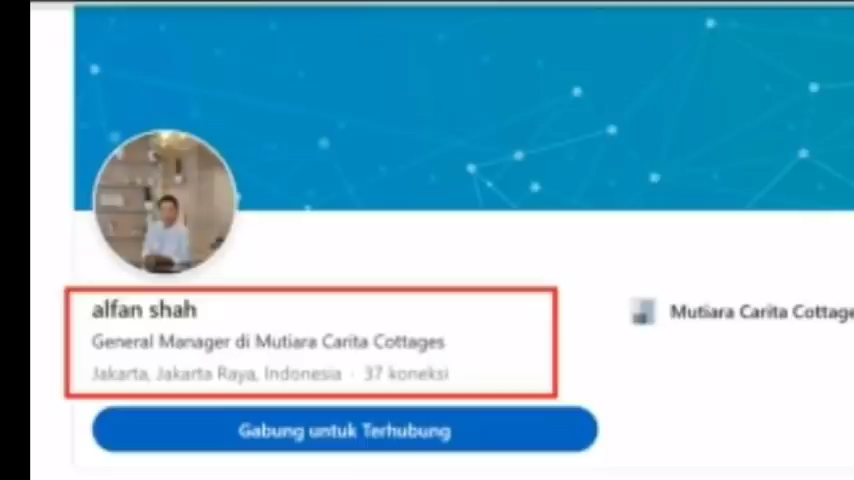 alfan shah
General Manager di Mutiara Carita Cottages
Jakarta, Jakarta Raya, Indonesia · 37 koneksi
Gabung untuk Terhubung
Mutiara Carita Cottage